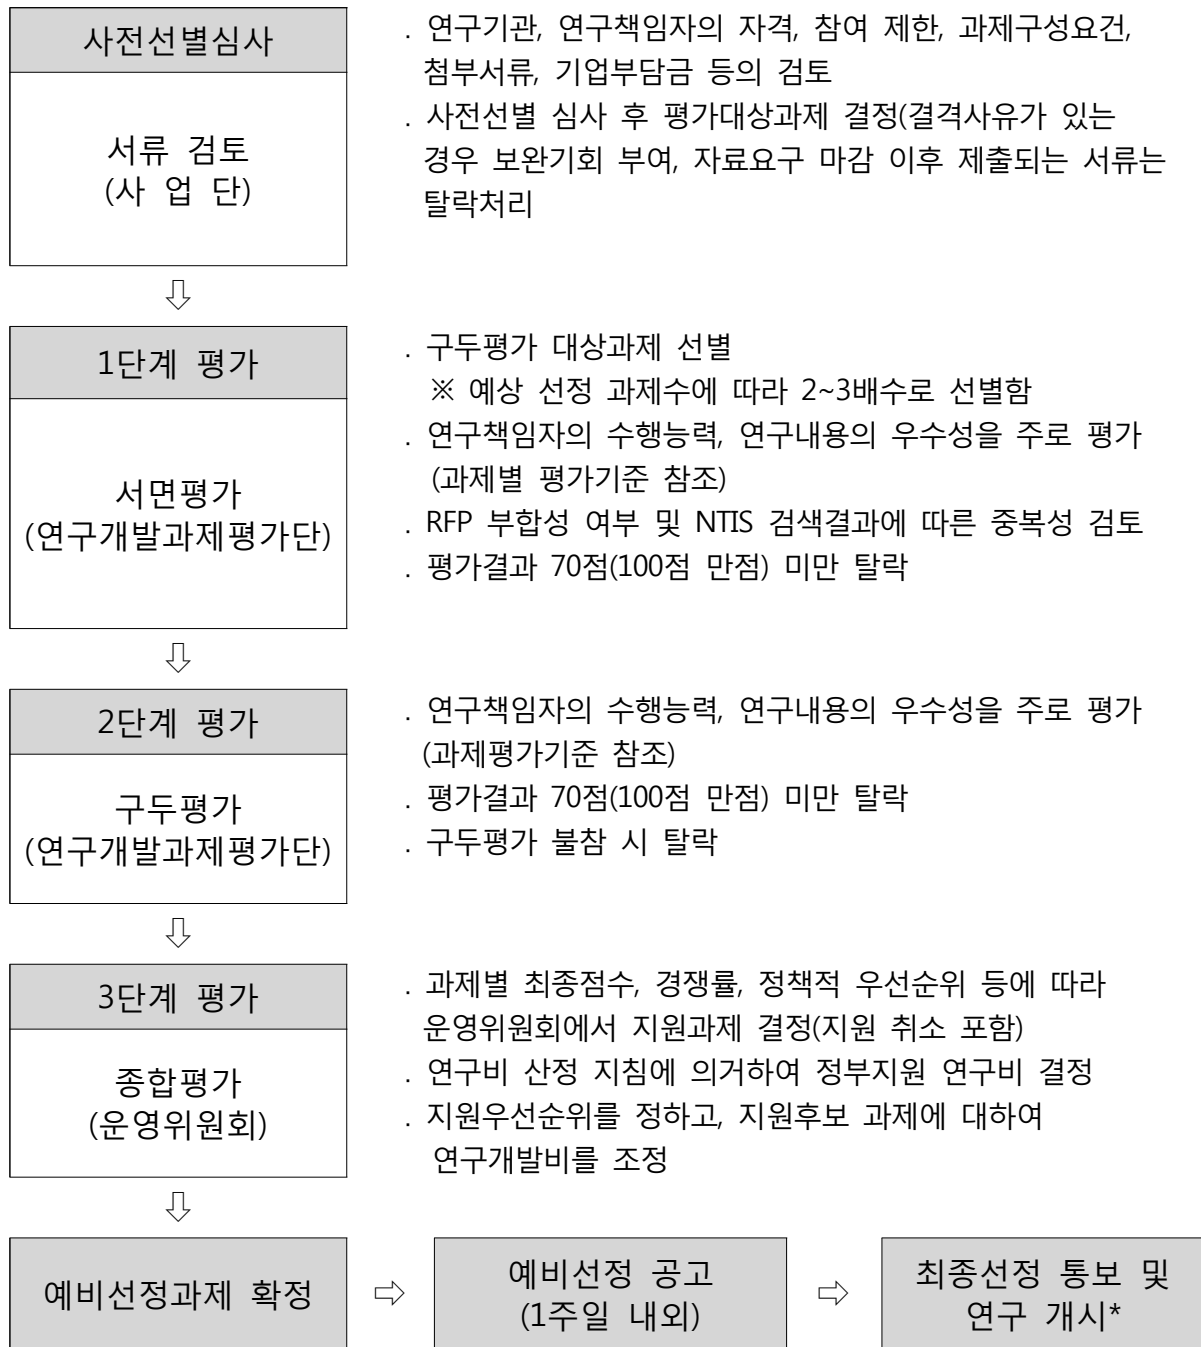 사전선별심사
서류 검토
(사 업 단)
. 연구기관, 연구책임자의 자격, 참여 제한, 과제구성요건,
첨부서류, 기업부담금 등의 검토
. 사전선별 심사 후 평가대상과제 결정(결격사유가 있는
경우 보완기회 부여, 자료요구 마감 이후 제출되는 서류는
탈락처리
⇩
1단계 평가
서면평가
(연구개발과제평가단)
. 구두평가 대상과제 선별
※ 예상 선정 과제수에 따라 2~3배수로 선별함
. 연구책임자의 수행능력, 연구내용의 우수성을 주로 평가
(과제별 평가기준 참조)
. RFP 부합성 여부 및 NTIS 검색결과에 따른 중복성 검토
. 평가결과 70점(100점 만점) 미만 탈락
⇩
2단계 평가
구두평가
(연구개발과제평가단)
. 연구책임자의 수행능력, 연구내용의 우수성을 주로 평가
(과제평가기준 참조)
. 평가결과 70점(100점 만점) 미만 탈락
. 구두평가 불참 시 탈락
⇩
3단계 평가
종합평가
(운영위원회)
. 과제별 최종점수, 경쟁률, 정책적 우선순위 등에 따라
운영위원회에서 지원과제 결정(지원 취소 포함)
. 연구비 산정 지침에 의거하여 정부지원 연구비 결정
. 지원우선순위를 정하고, 지원후보 과제에 대하여
연구개발비를 조정
⇩
예비선정과제 확정
⇨
예비선정 공고
(1주일 내외)
⇨
최종선정 통보 및
연구 개시*